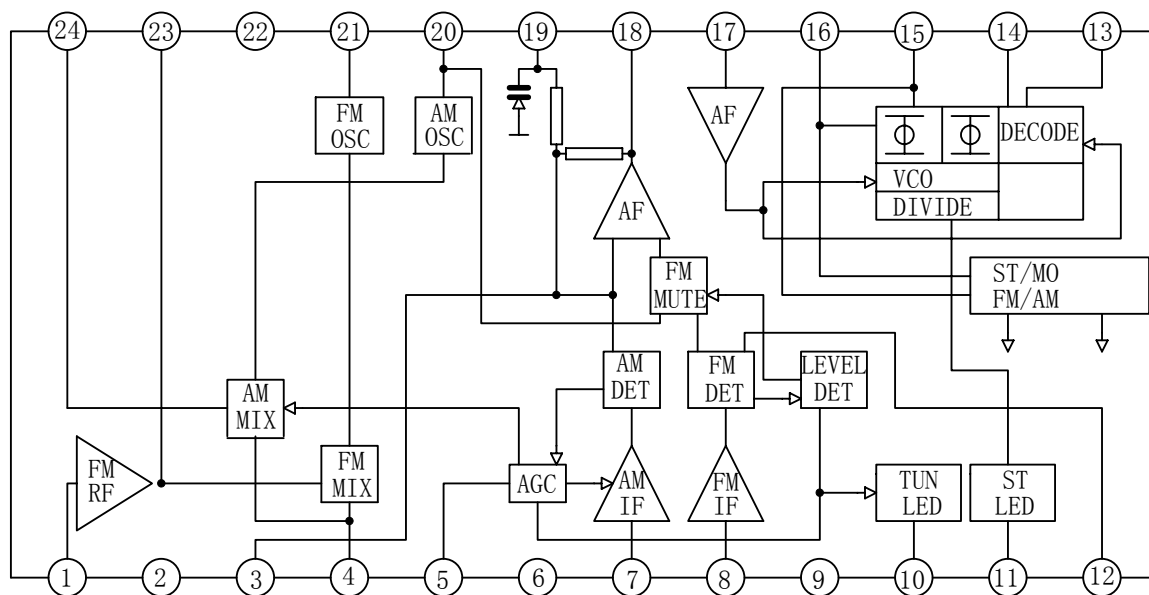 24 23 22 21 20 19 18 17 16 15 14 13
FM
OSC
AM
OSC
AF
DECODE
VCO
DIVIDE
AF
FM
MUTE
ST/MO
FM/AM
AM
DET
FM
DET
LEVEL
DET
AM
MIX
FM
RF
FM
MIX
AGC
AM
IF
FM
IF
TUN
LED
ST
LED
1 2 3 4 5 6 7 8 9 10 11 12